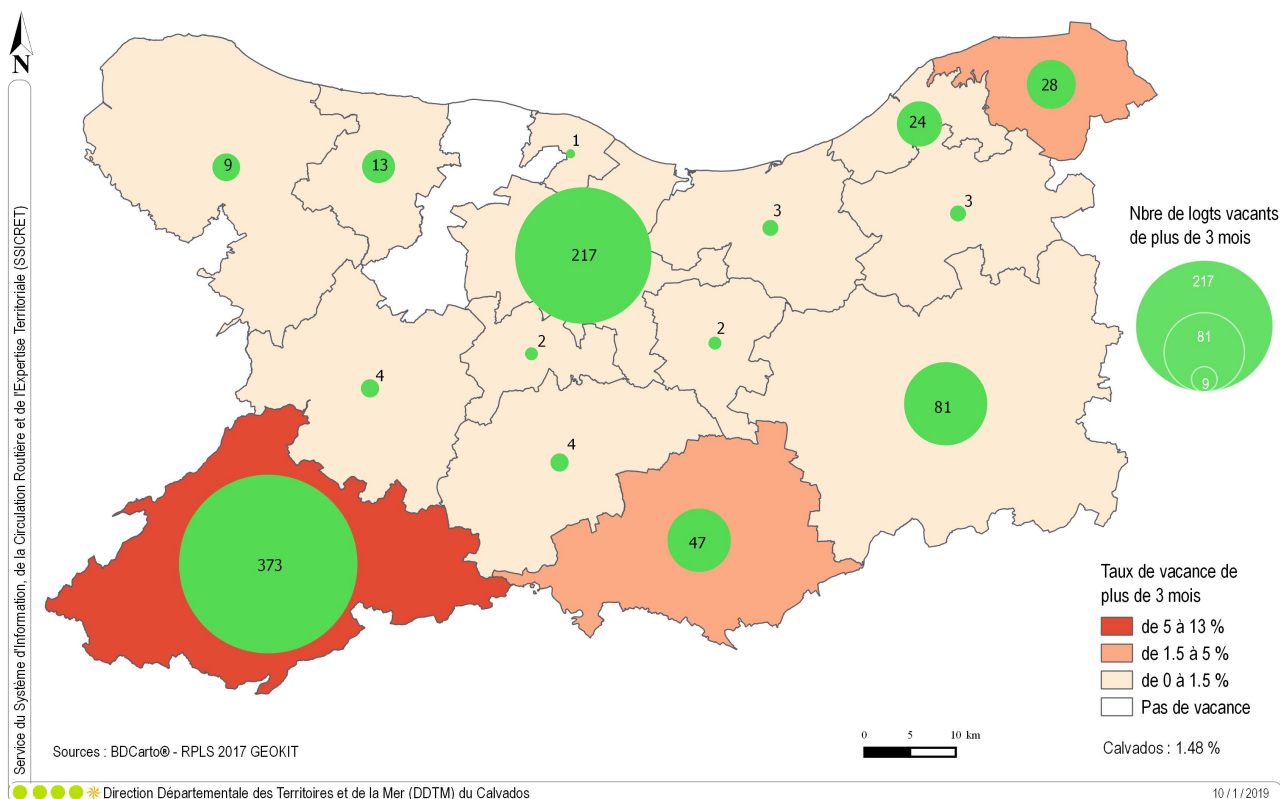 N
Service du Système d'Information, de la Circulation Routière et de l'Expertise Territoriale (SSICRET)
28
24
1
9
13
3
3
217
2
2
4
81
4
47
373
Nbre de logts vacants
de plus de 3 mois
217
81
9
Taux de vacance de
plus de 3 mois
de 5 à 13 %
de 1.5 à 5 %
de 0 à 1.5 %
Pas de vacance
Calvados : 1.48 %
0 5 10 km
Sources : BDCarto® - RPLS 2017 GEOKIT
Direction Départementale des Territoires et de la Mer (DDTM) du Calvados
10 / 1 / 2019